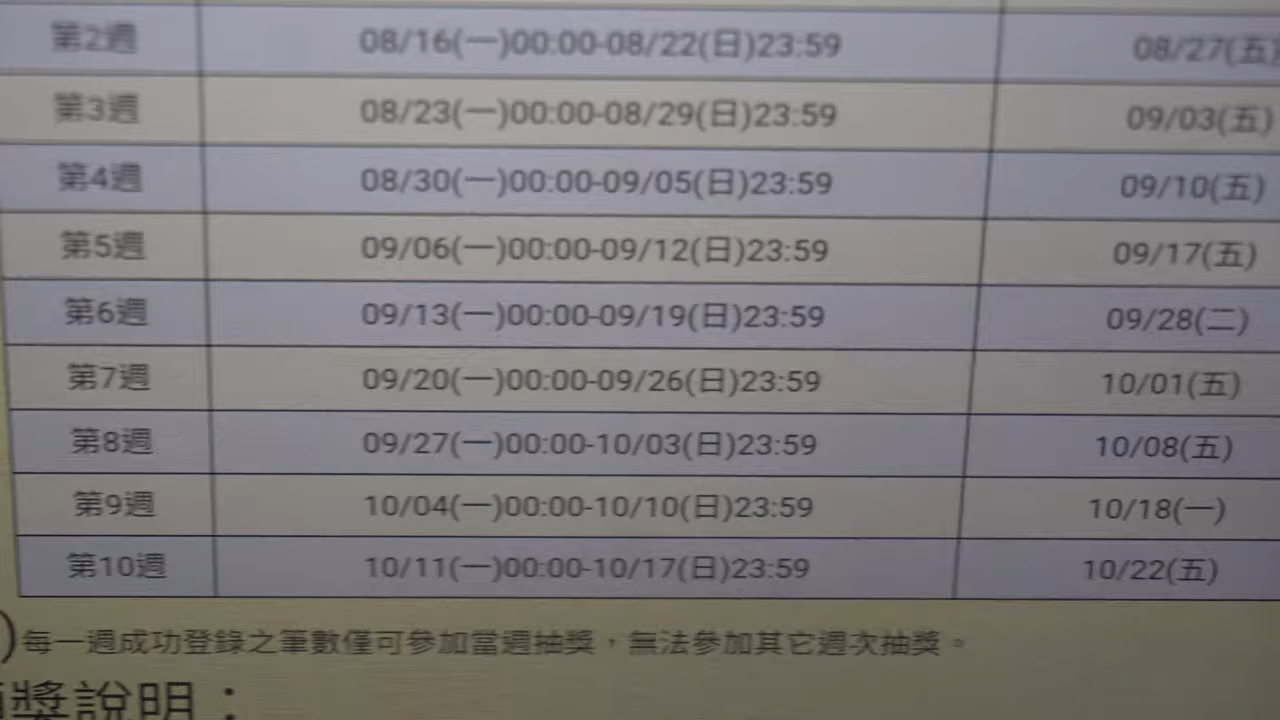 第2週 08/16(一)00:00-08/22(日)23:59 08/27(五)
第3週 08/23(一)00:00-08/29(日)23:59 09/03(五)
第4週 08/30(一)00:00-09/05(日)23:59 09/10(五)
第5週 09/06(一)00:00-09/12(日)23:59 09/17(五)
第6週 09/13(一)00:00-09/19(日)23:59 09/28(二)
第7週 09/20(一)00:00-09/26(日)23:59 10/01(五)
第8週 09/27(一)00:00-10/03(日)23:59 10/08(五)
第9週 10/04(一)00:00-10/10(日)23:59 10/18(一)
第10週 10/11(一)00:00-10/17(日)23:59 10/22(五)
)每一週成功登錄之筆數僅可參加當週抽獎，無法參加其它週次抽獎。
獎說明：